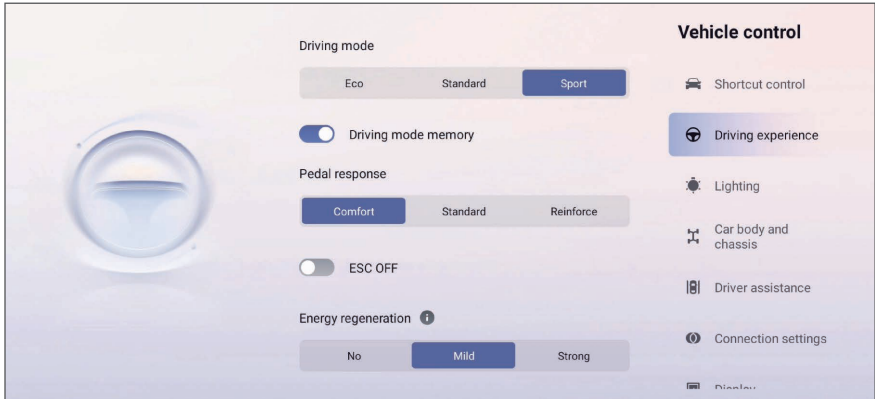 Driving mode
Eco
Standard
Sport
Driving mode memory
Pedal response
Comfort
Standard
Reinforce
ESC OFF
Energy regeneration
No
Mild
Strong
Vehicle control
Shortcut control
Driving experience
Lighting
Car body and
chassis
Driver assistance
Connection settings
Display